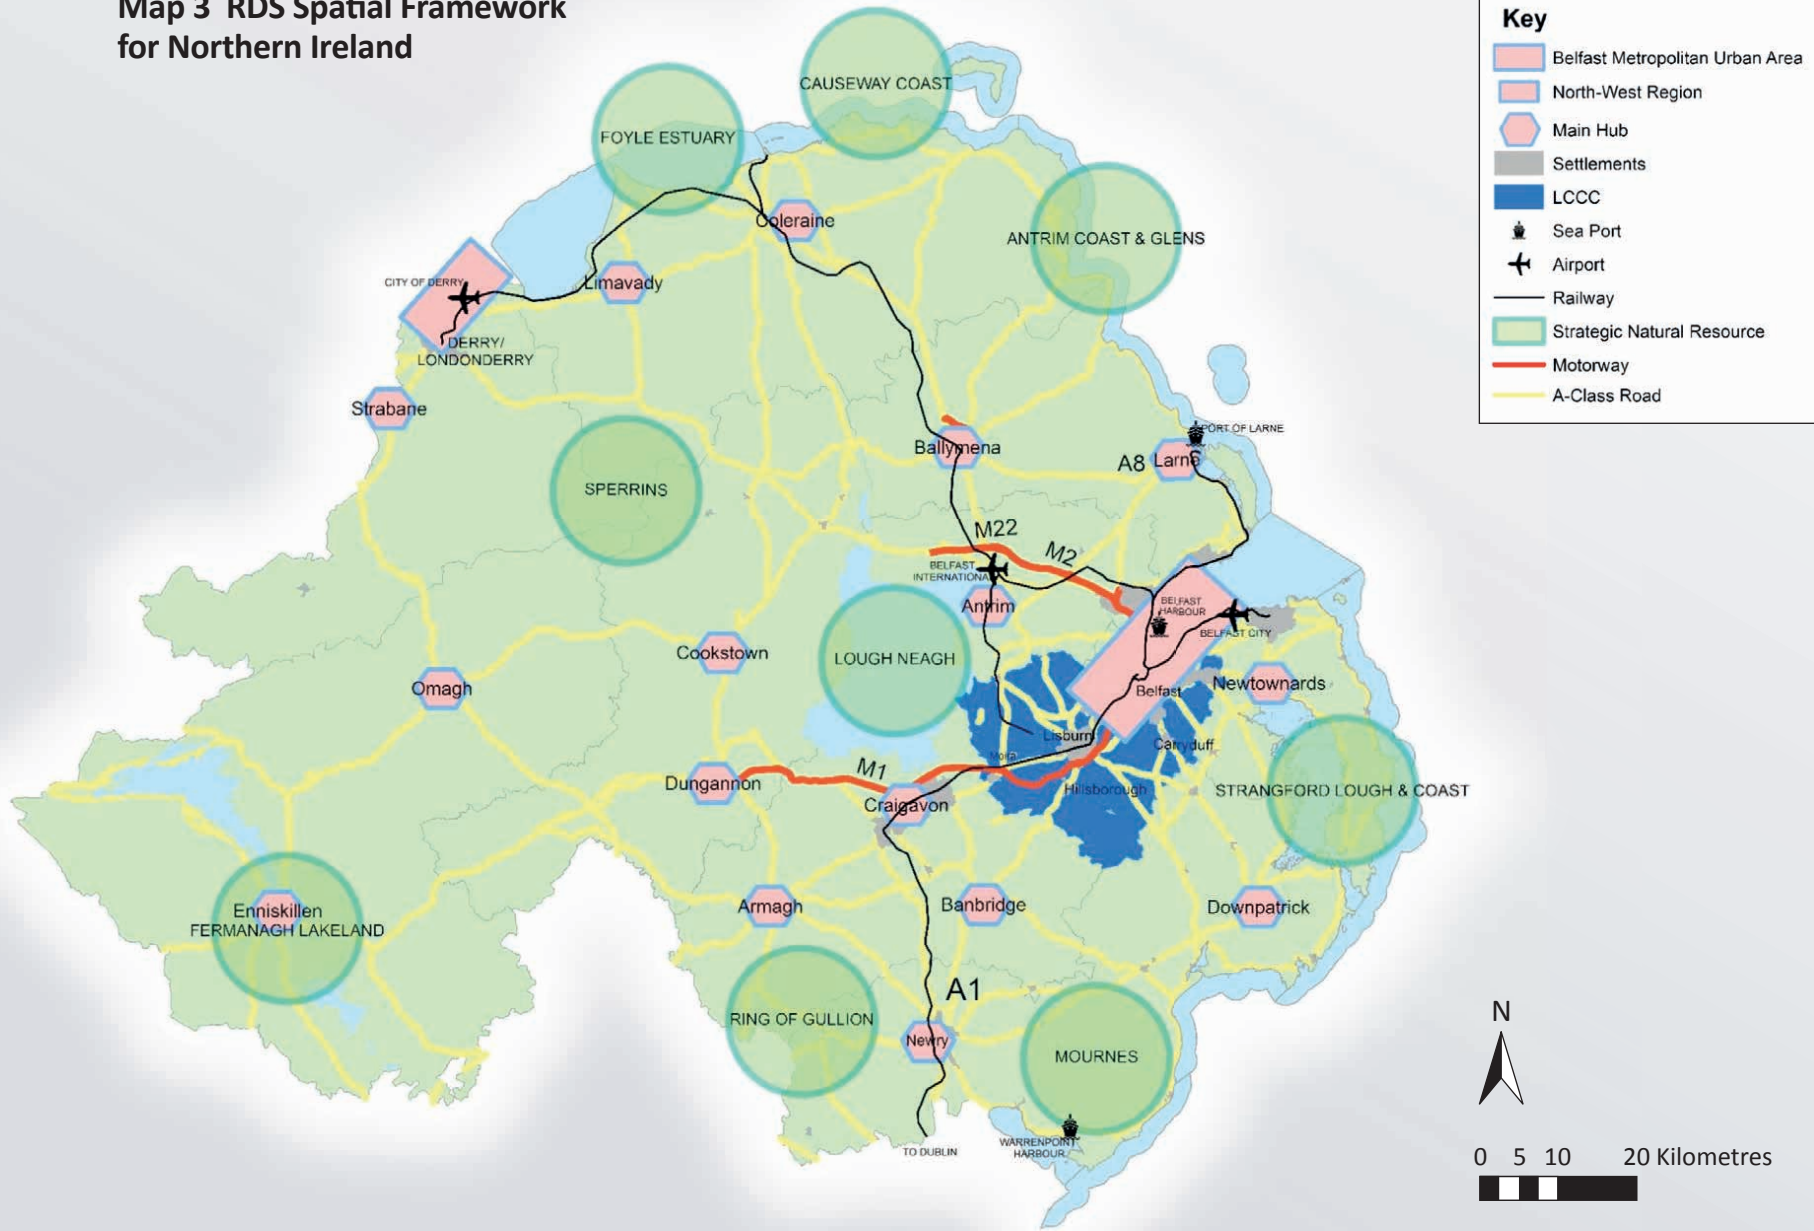 Map 3 RDS Spatial Framework
for Northern Ireland
Key
Belfast Metropolitan Urban Area
North-West Region
Main Hub
Settlements
LCCC
Sea Port
Airport
Railway
Strategic Natural Resource
Motorway
A-Class Road
CAUSEWAY COAST
FOYLE ESTUARY
Coleraine
ANTRIM COAST & GLENS
CITY OF DERRY
Limavady
DERRY/
LONDONDERRY
Strabane
Ballymena
PORT OF LARNE
A8
Larne
SPERRINS
M22
M2
BELFAST
INTERNATIONAL
Antrim
BELFAST
HARBOUR
BELFAST CITY
Cookstown
LOUGH NEAGH
Omagh
Belfast
Newtownards
Lisburn
Carryduff
Moira
Dungannon
M1
Craigavon
Hillsborough
STRANGFORD LOUGH & COAST
Enniskillen
FERMANAGH LAKELAND
Armagh
Banbridge
Downpatrick
A1
RING OF GULLION
Newry
MOURNES
WARRENPOINT
HARBOUR
TO DUBLIN
N
0 5 10 20 Kilometres